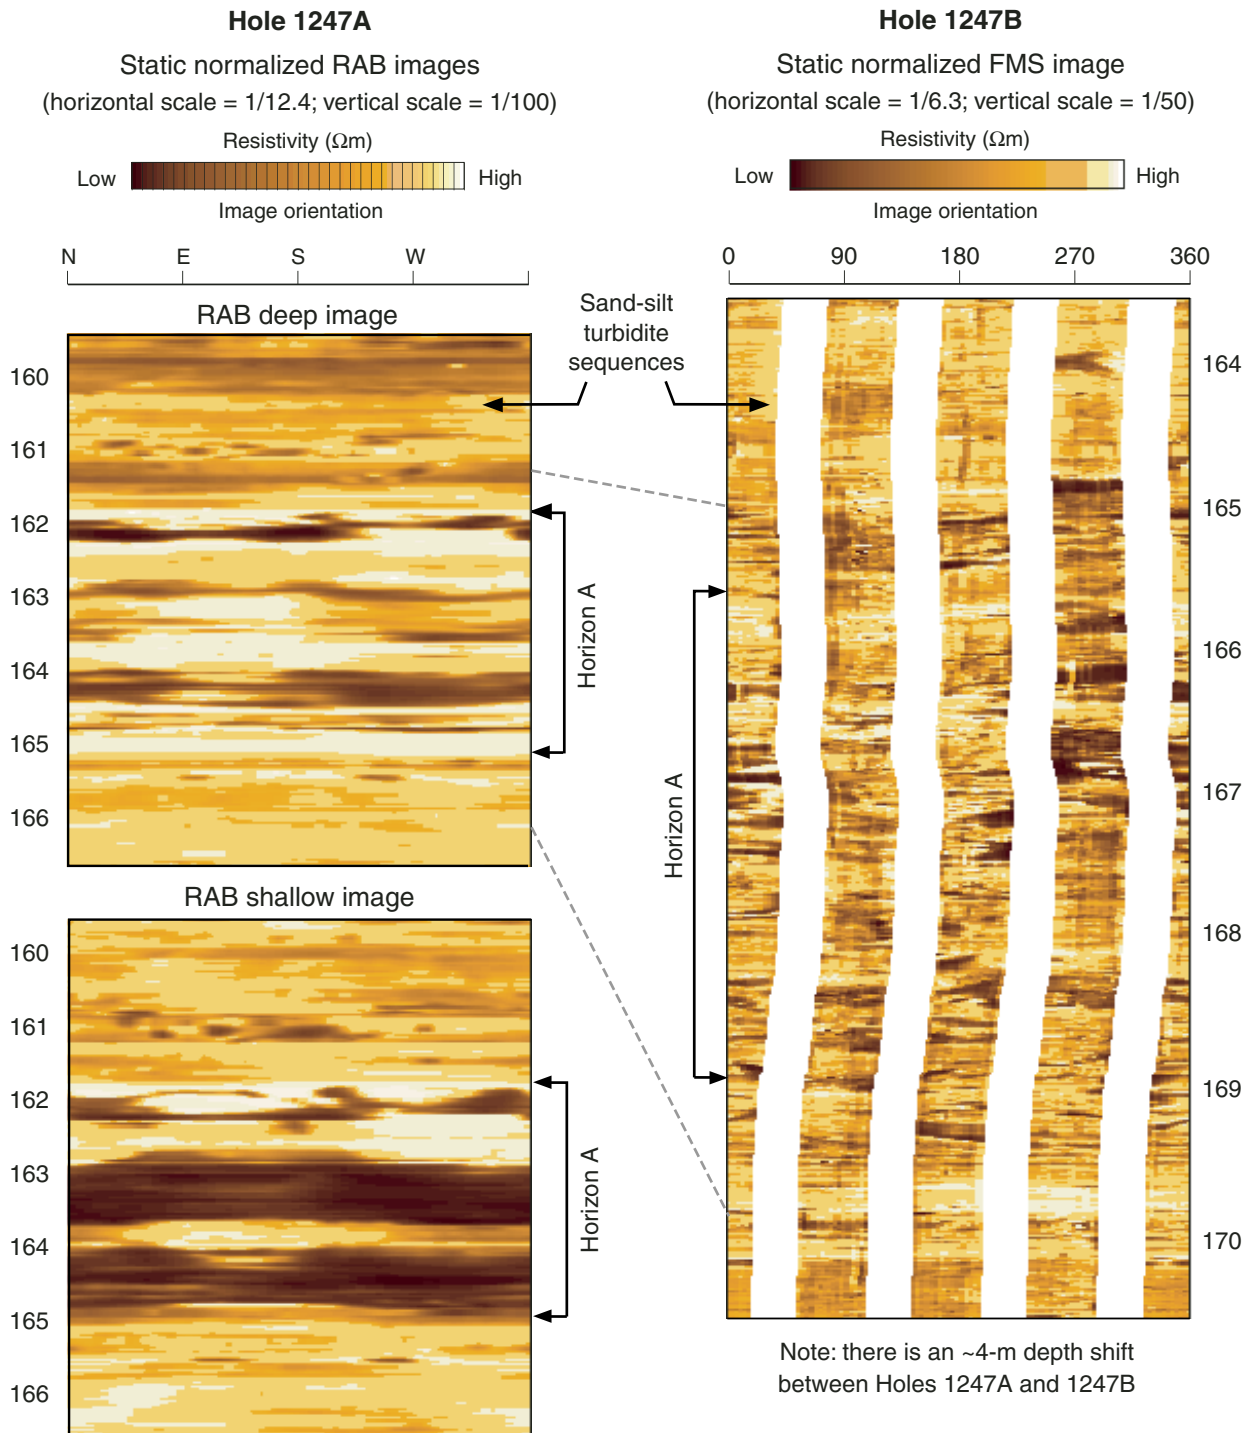 Hole 1247A
Static normalized RAB images
(horizontal scale = 1/12.4; vertical scale = 1/100)
Resistivity (Ωm)
Low
High
Image orientation
N
E
S
W
RAB deep image
160
161
162
163
164
165
166
Horizon A
RAB shallow image
160
161
162
163
164
165
166
Horizon A
Sand-silt
turbidite
sequences
Hole 1247B
Static normalized FMS image
(horizontal scale = 1/6.3; vertical scale = 1/50)
Resistivity (Ωm)
Low
High
Image orientation
0
90
180
270
360
Horizon A
164
165
166
167
168
169
170
Note: there is an ~4-m depth shift
between Holes 1247A and 1247B